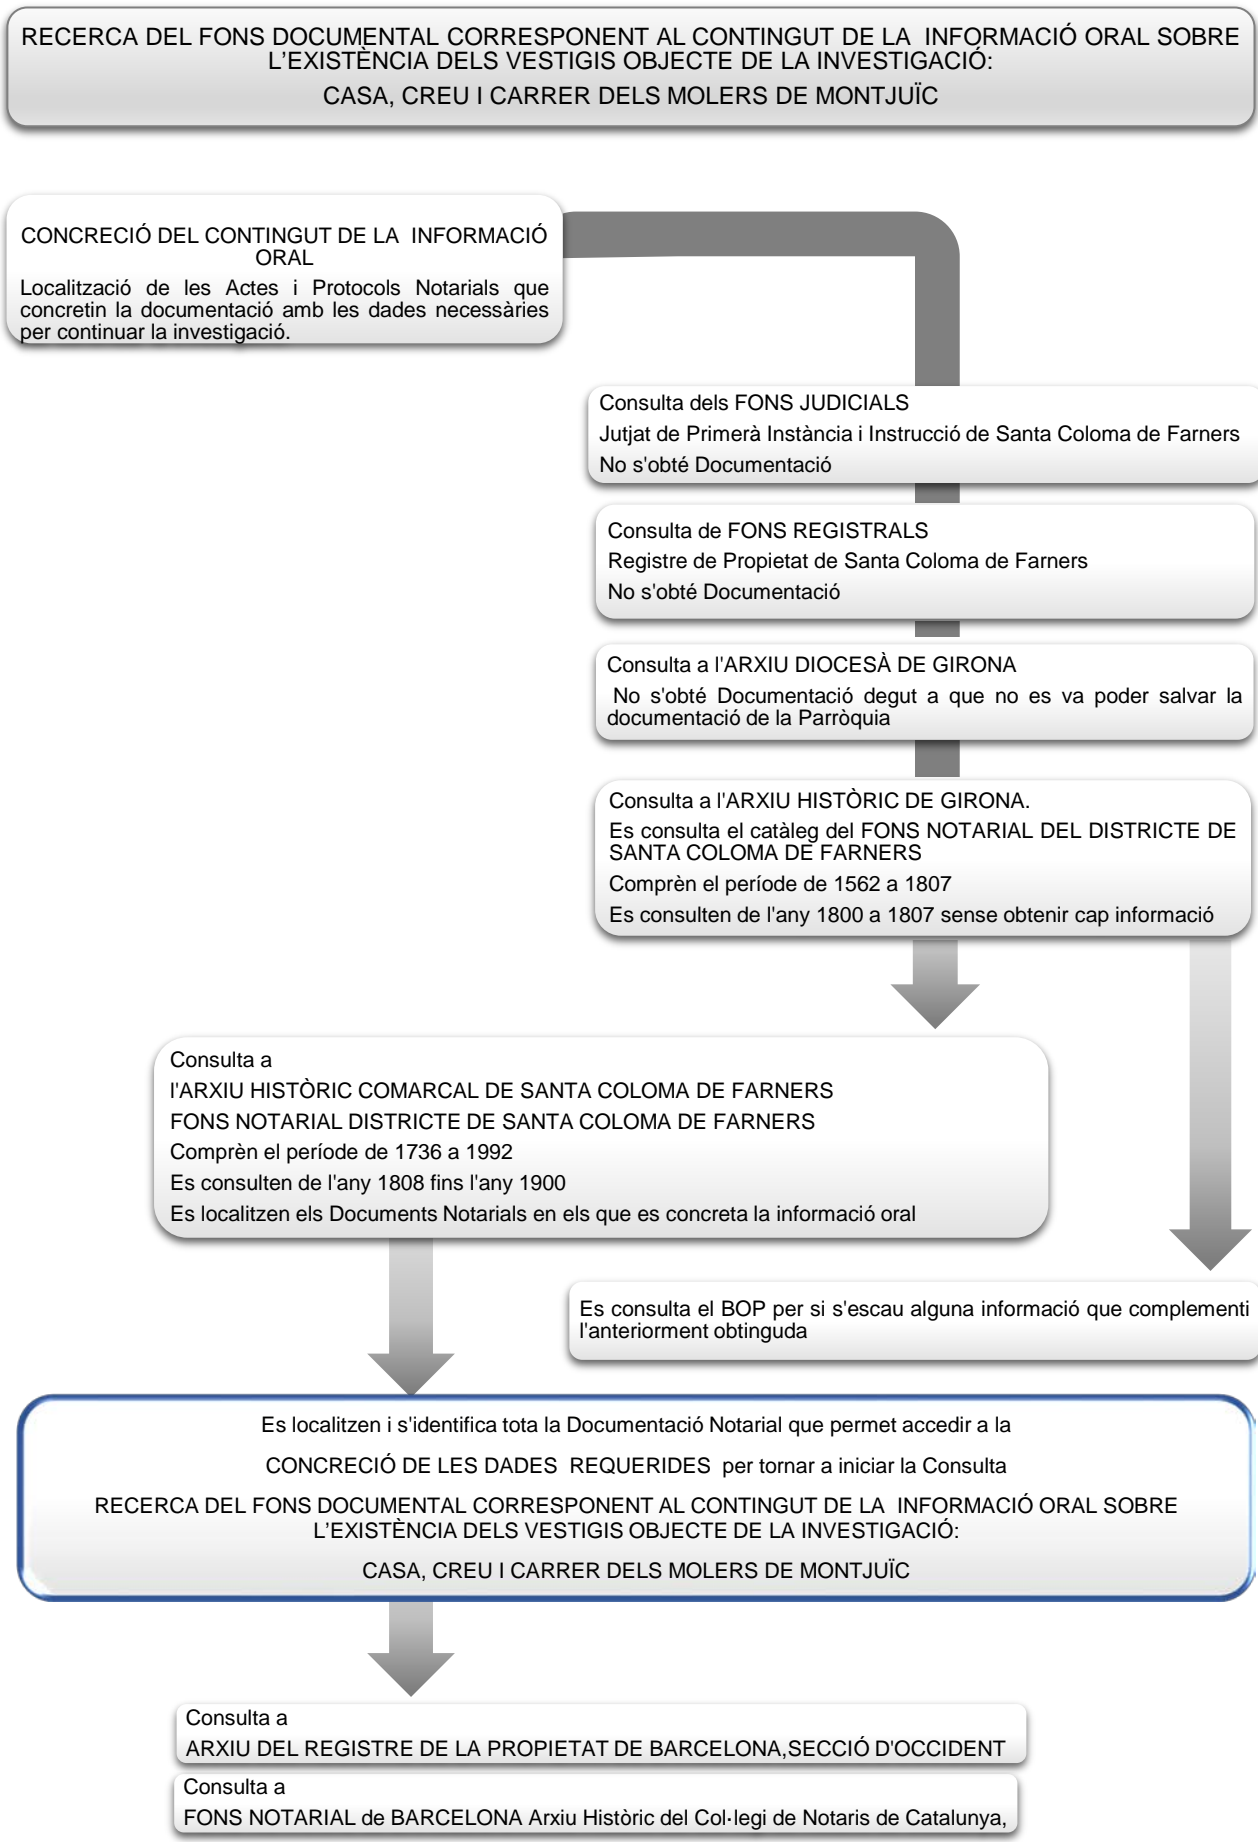 RECERCA DEL FONS DOCUMENTAL CORRESPONENT AL CONTINGUT DE LA INFORMACIÓ ORAL SOBRE
L’EXISTÈNCIA DELS VESTIGIS OBJECTE DE LA INVESTIGACIÓ:
CASA, CREU I CARRER DELS MOLERS DE MONTJUÏC
CONCRECIÓ DEL CONTINGUT DE LA INFORMACIÓ
ORAL
Localització de les Actes i Protocols Notarials que
concretin la documentació amb les dades necessàries
per continuar la investigació.
Consulta dels FONS JUDICIALS
Jutjat de Primerà Instància i Instrucció de Santa Coloma de Farners
No s'obté Documentació
Consulta de FONS REGISTRALS
Registre de Propietat de Santa Coloma de Farners
No s'obté Documentació
Consulta a l'ARXIU DIOCESÀ DE GIRONA
No s'obté Documentació degut a que no es va poder salvar la
documentació de la Parròquia
Consulta a l'ARXIU HISTÒRIC DE GIRONA.
Es consulta el catàleg del FONS NOTARIAL DEL DISTRICTE DE
SANTA COLOMA DE FARNERS
Comprèn el període de 1562 a 1807
Es consulten de l'any 1800 a 1807 sense obtenir cap informació
Consulta a
l'ARXIU HISTÒRIC COMARCAL DE SANTA COLOMA DE FARNERS
FONS NOTARIAL DISTRICTE DE SANTA COLOMA DE FARNERS
Comprèn el període de 1736 a 1992
Es consulten de l'any 1808 fins l'any 1900
Es localitzen els Documents Notarials en els que es concreta la informació oral
Es consulta el BOP per si s'escau alguna informació que complementi
l'anteriorment obtinguda
Es localitzen i s'identifica tota la Documentació Notarial que permet accedir a la
CONCRECIÓ DE LES DADES REQUERIDES per tornar a iniciar la Consulta
RECERCA DEL FONS DOCUMENTAL CORRESPONENT AL CONTINGUT DE LA INFORMACIÓ ORAL SOBRE
L’EXISTÈNCIA DELS VESTIGIS OBJECTE DE LA INVESTIGACIÓ:
CASA, CREU I CARRER DELS MOLERS DE MONTJUÏC
Consulta a
ARXIU DEL REGISTRE DE LA PROPIETAT DE BARCELONA,SECCIÓ D'OCCIDENT
Consulta a
FONS NOTARIAL de BARCELONA Arxiu Històric del Col·legi de Notaris de Catalunya,